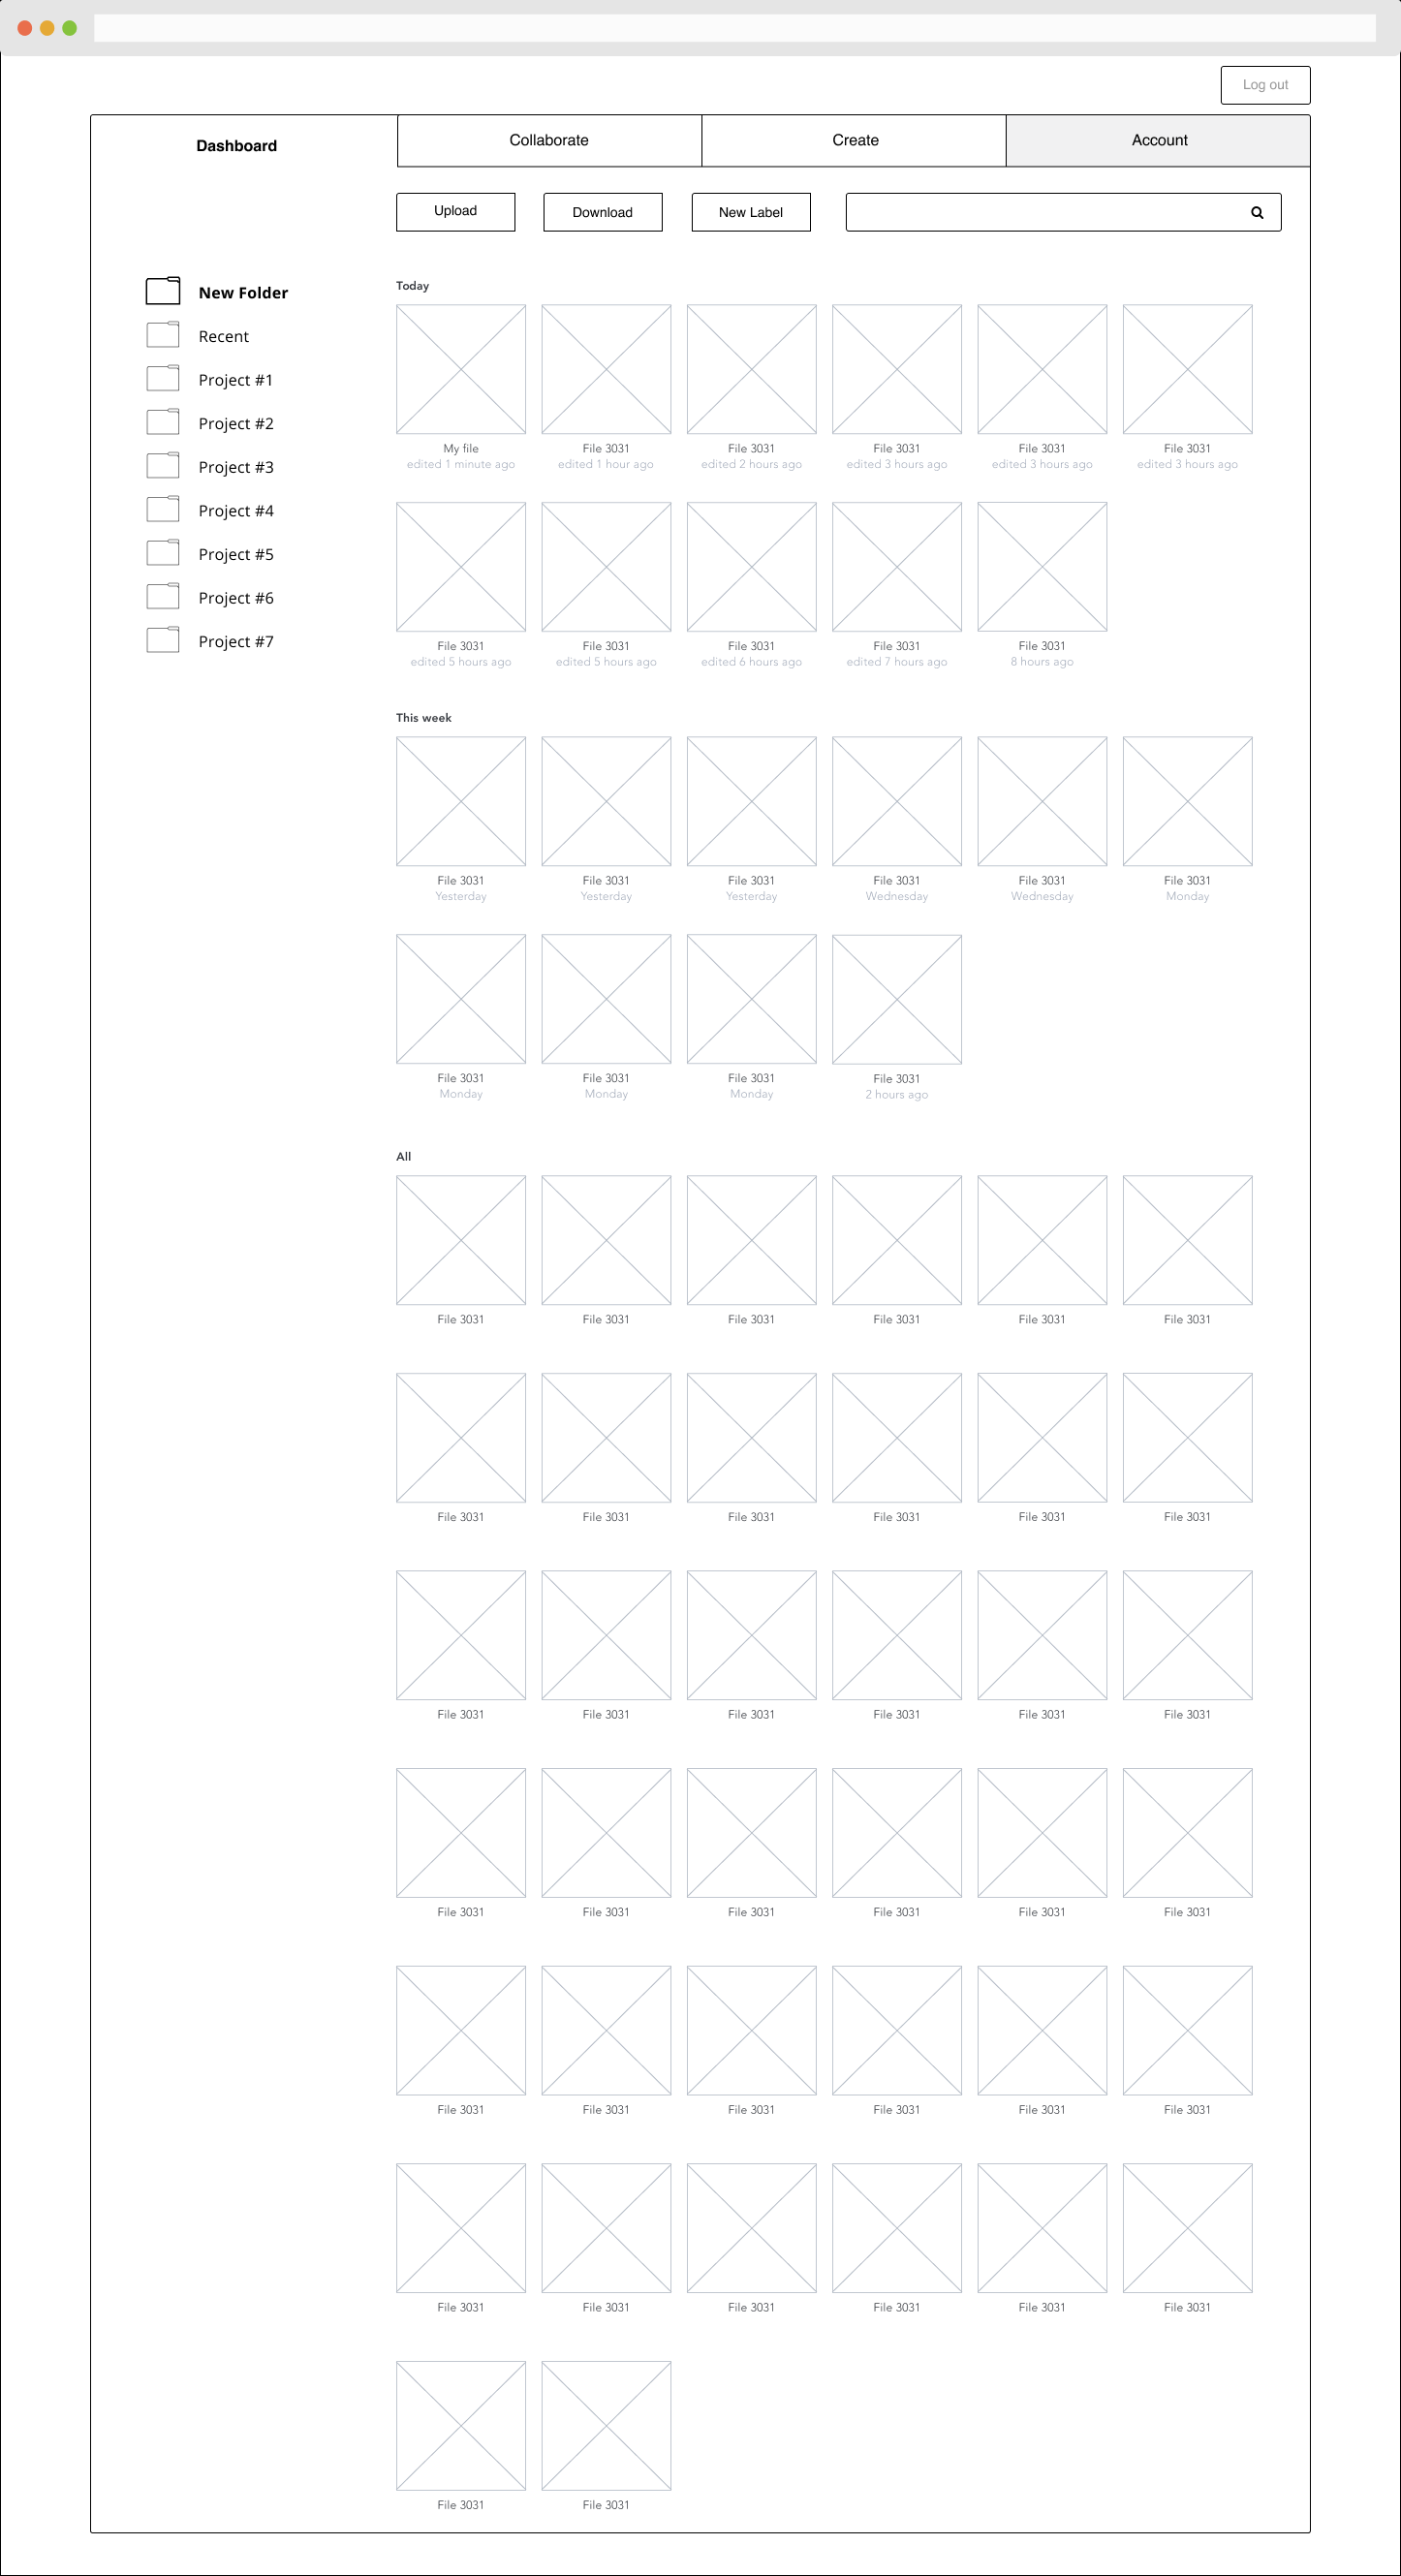 Log out
Dashboard
Collaborate
Create
Account
Upload
Download
New Label
New Folder
Recent
Project #1
Project #2
Project #3
Project #4
Project #5
Project #6
Project #7
Today
My file File 3031 File 3031 File 3031 File 3031 File 3031
edited 1 minute ago edited 1 hour ago edited 2 hours ago edited 3 hours ago edited 3 hours ago edited 3 hours ago
File 3031 File 3031 File 3031 File 3031 File 3031
edited 5 hours ago edited 5 hours ago edited 6 hours ago edited 7 hours ago 8 hours ago
This week
File 3031 File 3031 File 3031 File 3031 File 3031 File 3031
Yesterday Yesterday Yesterday Wednesday Wednesday Monday
File 3031 File 3031 File 3031 File 3031
Monday Monday Monday 2 hours ago
All
File 3031 File 3031 File 3031 File 3031 File 3031 File 3031
File 3031 File 3031 File 3031 File 3031 File 3031 File 3031
File 3031 File 3031 File 3031 File 3031 File 3031 File 3031
File 3031 File 3031 File 3031 File 3031 File 3031 File 3031
File 3031 File 3031 File 3031 File 3031 File 3031 File 3031
File 3031 File 3031 File 3031 File 3031 File 3031 File 3031
File 3031 File 3031